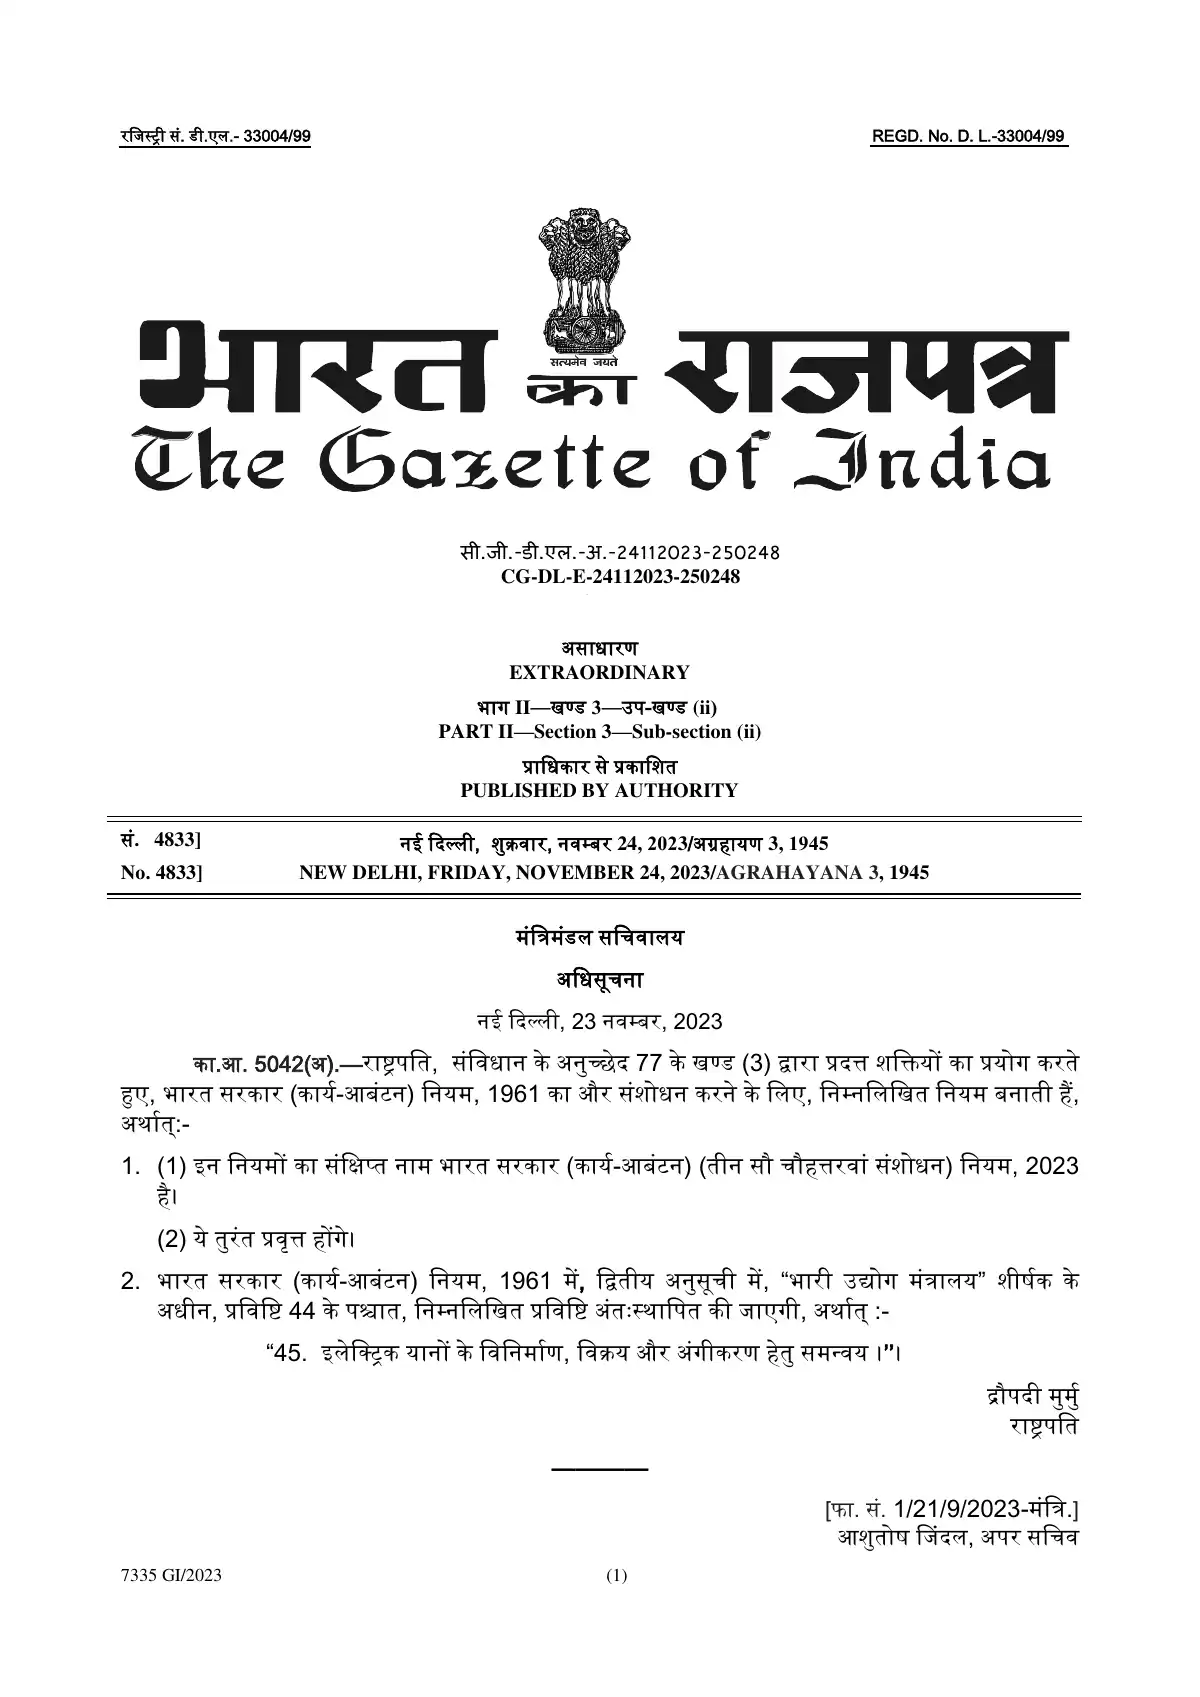 रजिस्ट्री सं. डी.एल.- 33004/99
REGD. No. D. L.-33004/99
सत्यमेव जयते
भारत का राजपत्र
The Gazette of India
सी.जी.-डी.एल.-अ.-24112023-250248
CG-DL-E-24112023-250248
असाधारण
EXTRAORDINARY
भाग II—खण्ड 3—उप-खण्ड (ii)
PART II—Section 3—Sub-section (ii)
प्राधिकार से प्रकाशित
PUBLISHED BY AUTHORITY
सं. 4833] नई दिल्ली, शुक्रवार, नवम्बर 24, 2023/अग्रहायण 3, 1945
No. 4833] NEW DELHI, FRIDAY, NOVEMBER 24, 2023/AGRAHAYANA 3, 1945
मंत्रिमंडल सचिवालय
अधिसूचना
नई दिल्ली, 23 नवम्बर, 2023
का.आ. 5042(अ).—राष्ट्रपति, संविधान के अनुच्छेद 77 के खण्ड (3) द्वारा प्रदत्त शक्तियों का प्रयोग करते
हुए, भारत सरकार (कार्य-आबंटन) नियम, 1961 का और संशोधन करने के लिए, निम्नलिखित नियम बनाती हैं,
अर्थात्:-
1. (1) इन नियमों का संक्षिप्त नाम भारत सरकार (कार्य-आबंटन) (तीन सौ चौहत्तरवां संशोधन) नियम, 2023
है।
(2) ये तुरंत प्रवृत्त होंगे।
2. भारत सरकार (कार्य-आबंटन) नियम, 1961 में, द्वितीय अनुसूची में, “भारी उद्योग मंत्रालय” शीर्षक के
अधीन, प्रविष्टि 44 के पश्चात, निम्नलिखित प्रविष्टि अंतःस्थापित की जाएगी, अर्थात् :-
“45. इलेक्ट्रिक यानों के विनिर्माण, विक्रय और अंगीकरण हेतु समन्वय ।”।
द्रौपदी मुर्मु
राष्ट्रपति
[फा. सं. 1/21/9/2023-मंत्रि.]
आशुतोष जिंदल, अपर सचिव
7335 GI/2023 (1)